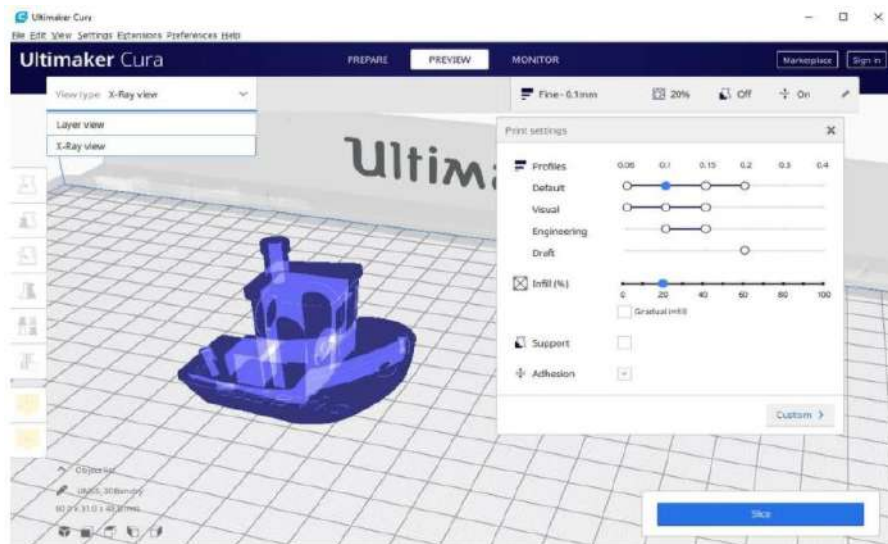 Ultimaker Cura
File Edit View Settings Extensions Preferences Help
Ultimaker Cura
PREPARE PREVIEW MONITOR
Marketplace Sign in
View type X-Ray view
Layer view
X-Ray view
Fine - 0.1mm 20% Off On
Ultima
Print settings
Profiles 0.06 0.1 0.15 0.2 0.3 0.4
Default
Visual
Engineering
Draft
Infill (%)
0 20 40 60 80 100
Gradual infill
Support
Adhesion
Custom
Object list
Slice